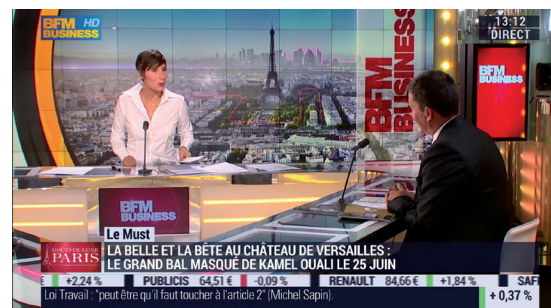 BFM HD
BUSINESS
13:12
DIRECT
BFM
BUSINESS
BFM
BUSINESS
BFM
BUSINESS
Le Must
GOÛTS DE LUXE
PARIS
LA BELLE ET LA BÊTE AU CHÂTEAU DE VERSAILLES :
LE GRAND BAL MASQUÉ DE KAMEL OUALI LE 25 JUIN
€ +2,24 % PUBLICIS 64,51 € -0,09 % RENAULT 84,66 € +1,84 % SAF
Loi Travail : "peut être qu'il faut toucher à l'article 2" (Michel Sapin).
+ 0,37 %